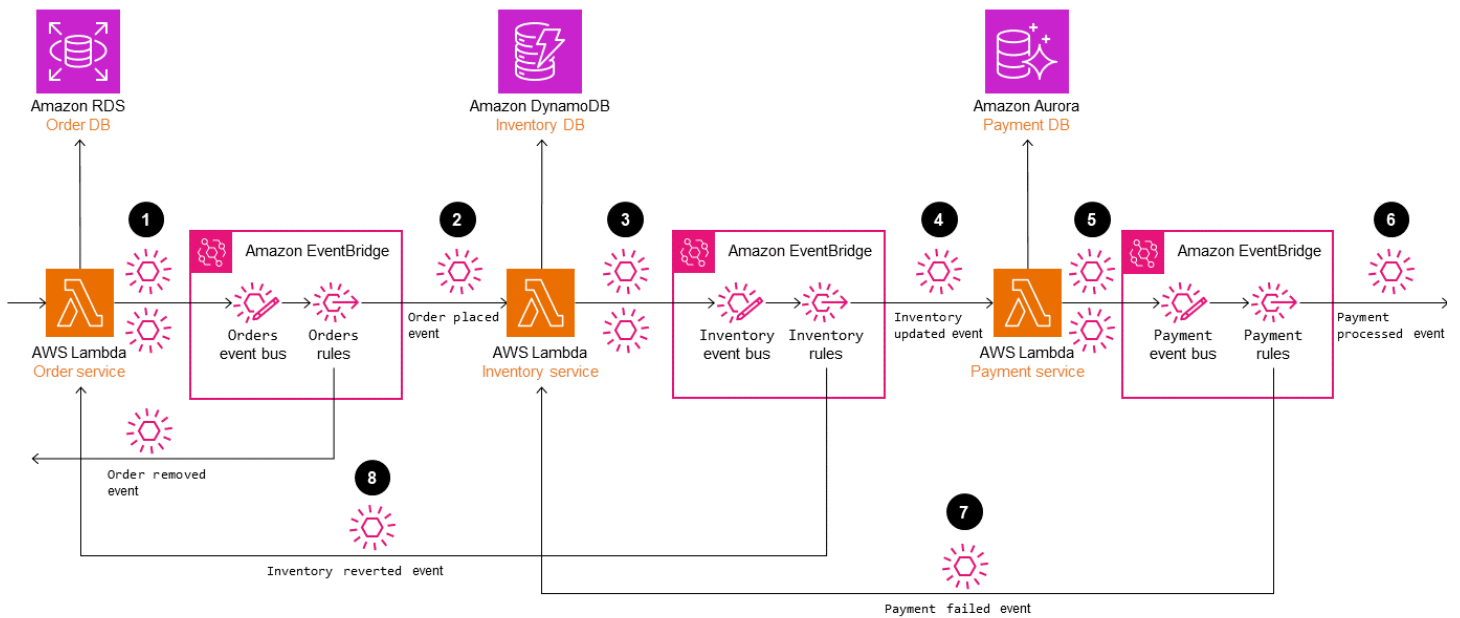 Amazon RDS
Order DB
Amazon DynamoDB
Inventory DB
Amazon Aurora
Payment DB
1
2
3
4
5
6
Amazon EventBridge
Amazon EventBridge
Amazon EventBridge
Orders
event bus
Orders
rules
Order placed
event
Inventory
event bus
Inventory
rules
Inventory
updated event
Payment
event bus
Payment
rules
Payment
processed event
AWS Lambda
Order service
AWS Lambda
Inventory service
AWS Lambda
Payment service
Order removed
event
8
Inventory reverted event
7
Payment failed event